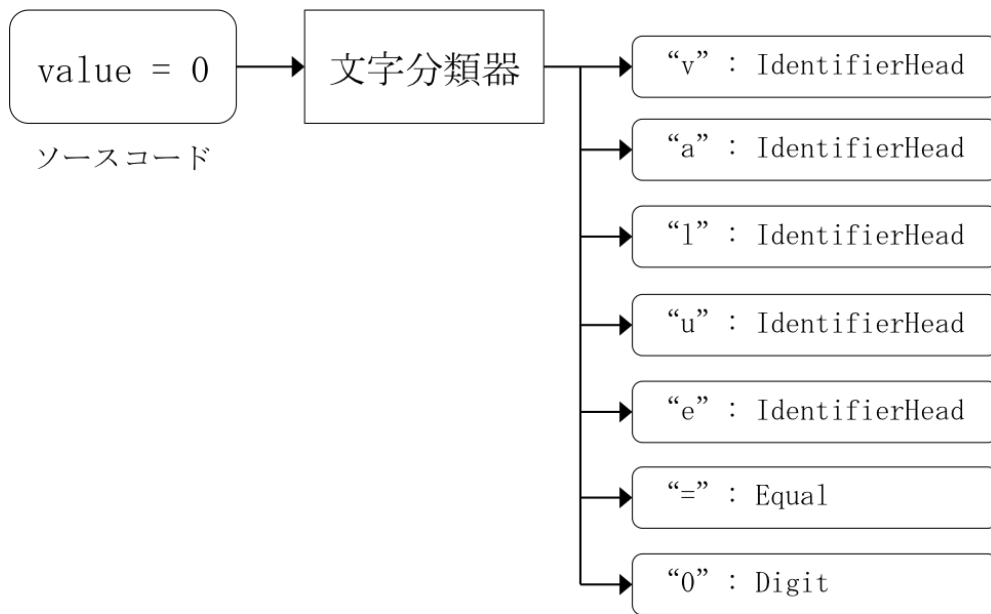 value = 0
ソースコード
文字分類器
“v” : IdentifierHead
“a” : IdentifierHead
“l” : IdentifierHead
“u” : IdentifierHead
“e” : IdentifierHead
“=” : Equal
“0” : Digit